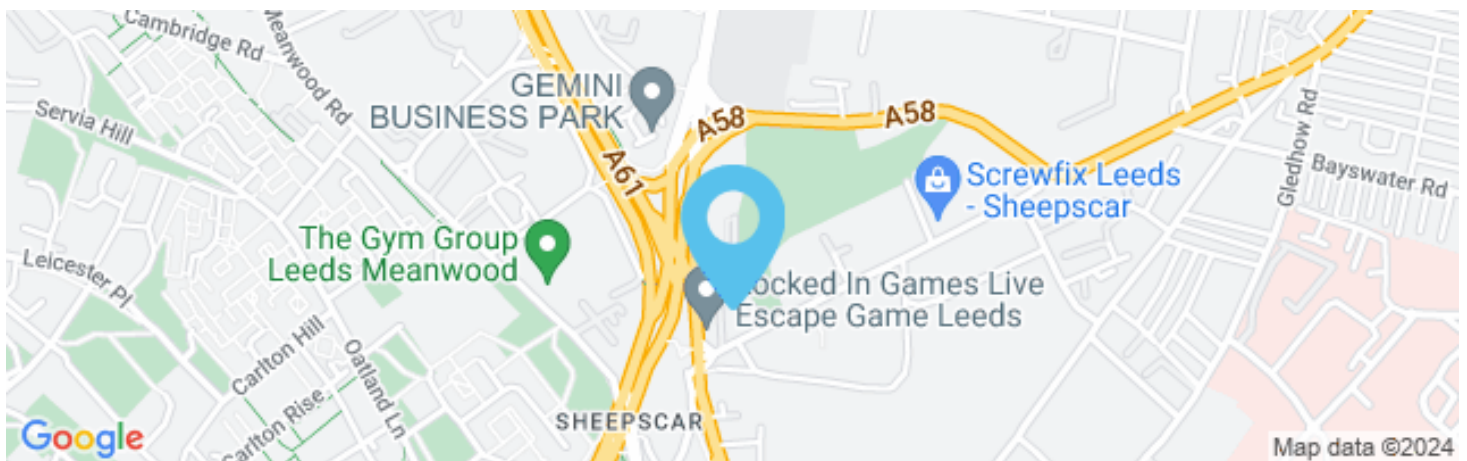 Cambridge Rd
Meanwood Rd
Servia Hill
GEMINI
BUSINESS PARK
A58
A58
A61
Gledhow Rd
Bayswater Rd
Screwfix Leeds
- Sheepscar
The Gym Group
Leeds Meanwood
Leicester Pl
ocked In Games Live
Escape Game Leeds
Carlton Hill
Oatland Ln
Carlton Rise
SHEEPSCAR
Google
Map data ©2024